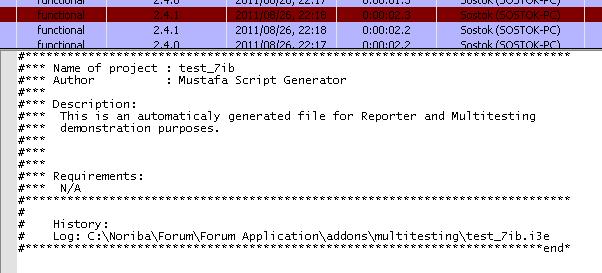 functional 2.4.0 2011/08/26, 22:17 0:00:01.5 Sostok (SOSTOK-PC)
functional 2.4.1 2011/08/26, 22:18 0:00:02.3 Sostok (SOSTOK-PC)
functional 2.4.1 2011/08/26, 22:18 0:00:02.2 Sostok (SOSTOK-PC)
functional 2.4.0 2011/08/26, 22:17 0:00:02.2 Sostok (SOSTOK-PC)
#*******************************************************************************
#*** Name of project : test_7ib
#*** Author          : Mustafa Script Generator
#***
#*** Description:
#***  This is an automaticaly generated file for Reporter and Multitesting
#***  demonstration purposes.
#***
#***
#***
#*** Requirements:
#***  N/A
#*******************************************************************************
#
#    History:
#    Log: C:\Noriba\Forum\Forum Application\addons\multitesting\test_7ib.i3e
#***************************************************************************end*